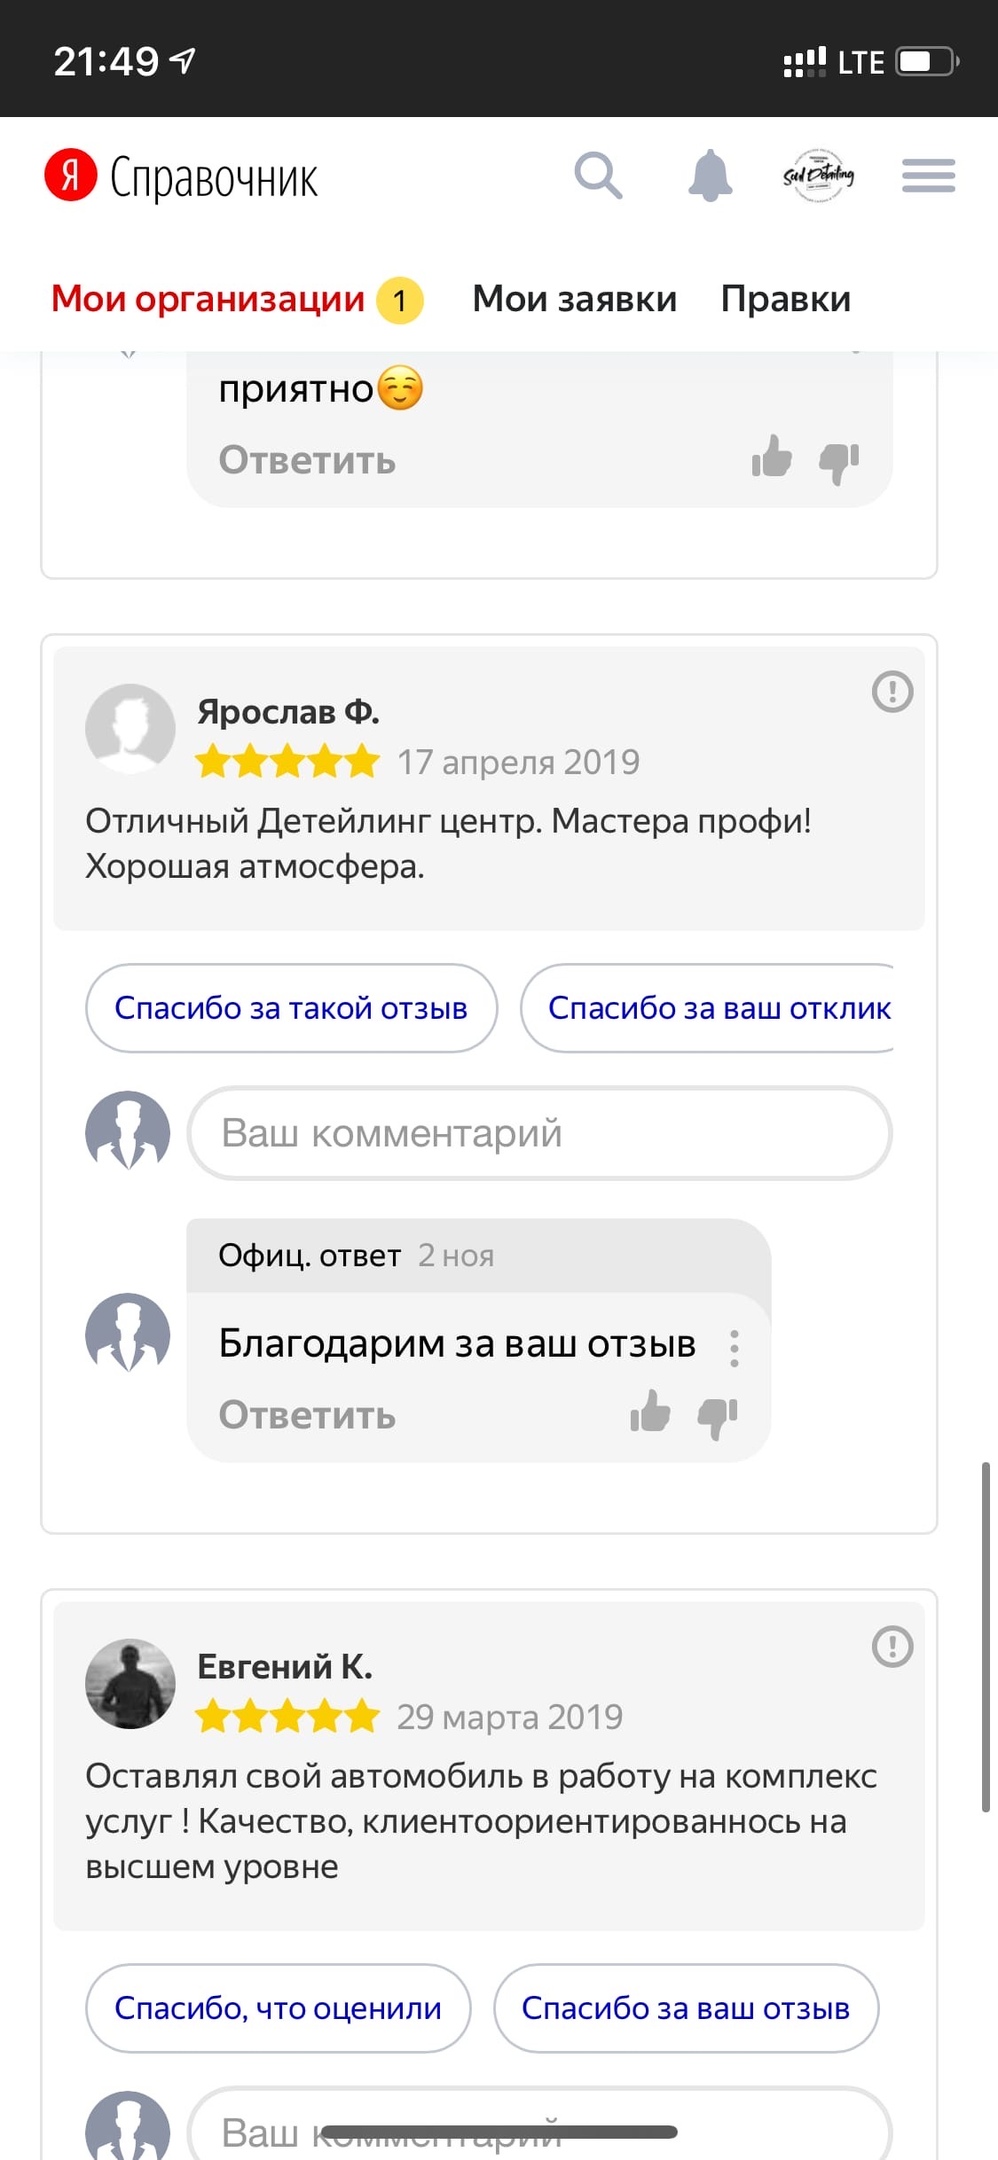 21:49
LTE
Я Справочник
Sold Detailing
Мои организации 1 Мои заявки Правки
приятно☺️
Ответить
Ярослав Ф.
17 апреля 2019
Отличный Детейлинг центр. Мастера профи!
Хорошая атмосфера.
Спасибо за такой отзыв Спасибо за ваш отклик
Ваш комментарий
Офиц. ответ 2 ноя
Благодарим за ваш отзыв
Ответить
Евгений К.
29 марта 2019
Оставлял свой автомобиль в работу на комплекс
услуг ! Качество, клиентоориентированнось на
высшем уровне
Спасибо, что оценили Спасибо за ваш отзыв
Ваш комментарий